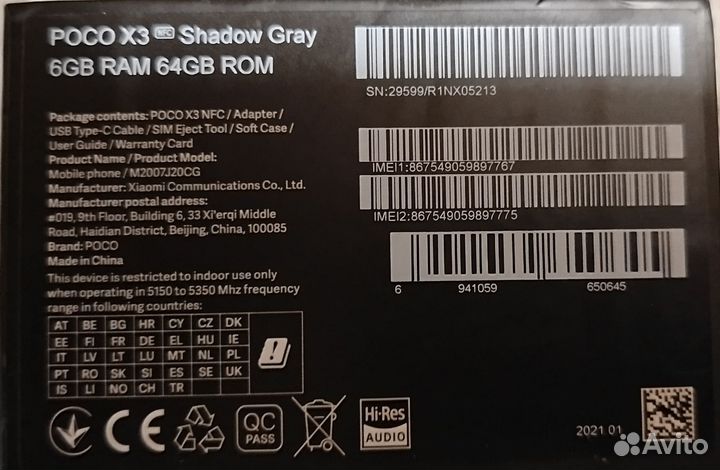 POCO X3 NFC Shadow Gray
6GB RAM 64GB ROM
Package contents: POCO X3 NFC / Adapter /
USB Type-C Cable / SIM Eject Tool / Soft Case /
User Guide / Warranty Card
Product Name / Product Model:
Mobile phone / M2007J20CG
Manufacturer: Xiaomi Communications Co., Ltd.
Manufacturer postal address:
#019, 9th Floor, Building 6, 33 Xi'erqi Middle
Road, Haidian District, Beijing, China, 100085
Brand: POCO
Made in China
This device is restricted to indoor use only
when operating in 5150 to 5350 Mhz frequency
range in following countries:
AT BE BG HR CY CZ DK
EE FI FR DE EL HU IE
IT LV LT LU MT NL PL
PT RO SK SI ES SE UK
IS LI NO CH TR
SN:29599/R1NX05213
IMEI1:867549059897767
IMEI2:867549059897775
6 941059 650645
CE
QC
PASS
Hi-Res
AUDIO
2021.01
Avito